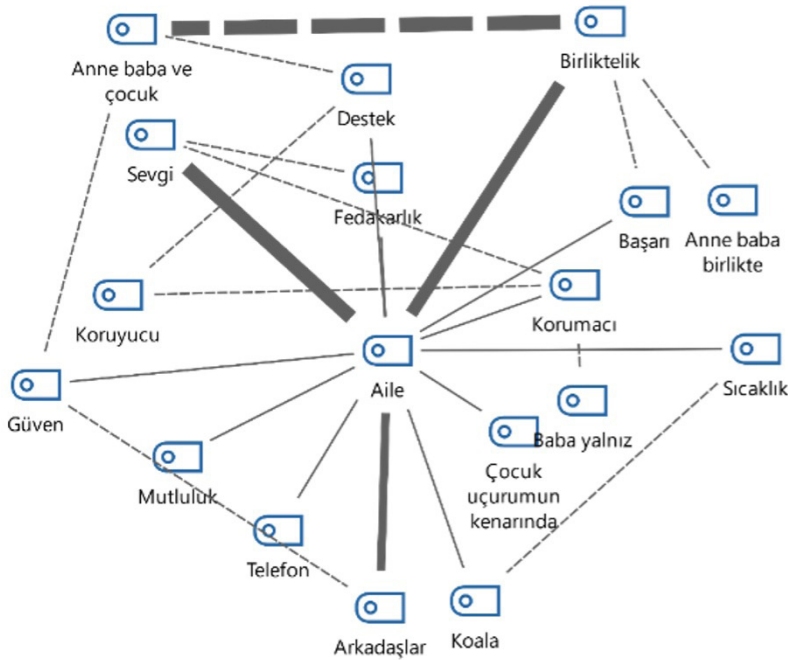 Anne baba ve
çocuk
Birliktelik
Destek
Sevgi
Fedakarlık
Başarı
Anne baba
birlikte
Koruyucu
Korumacı
Aile
Sıcaklık
Güven
Baba yalnız
Çocuk
uçurumun
kenarında
Mutluluk
Telefon
Arkadaşlar
Koala